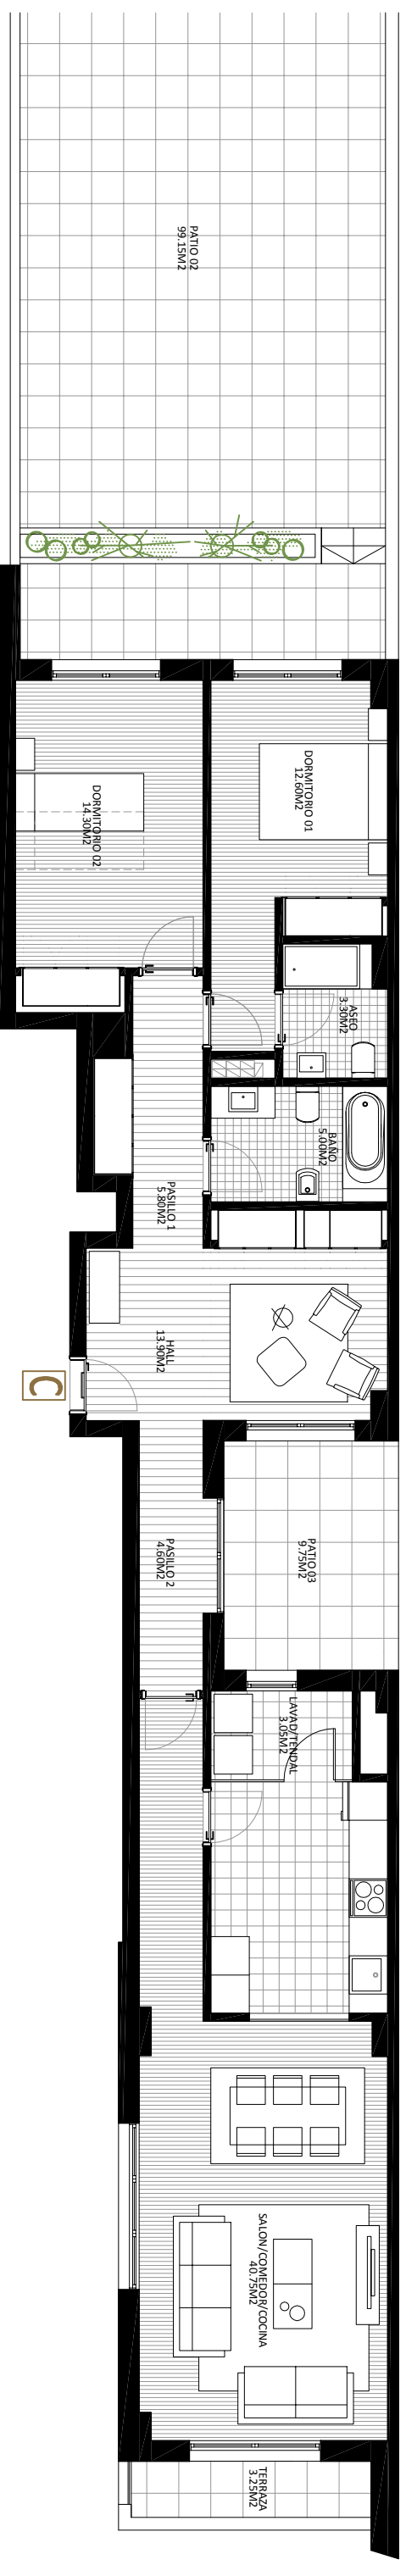 PATIO 02
99.15M2
DORMITORIO 01
12.60M2
DORMITORIO 02
14.30M2
ASEO
3.30M2
BAÑO
5.00M2
PASILLO 1
5.80M2
HALL
13.90M2
C
PATIO 03
9.75M2
PASILLO 2
4.60M2
LAVAD/TENDAL
3.05M2
SALON/COMEDOR/COCINA
40.75M2
TERRAZA
3.25M2